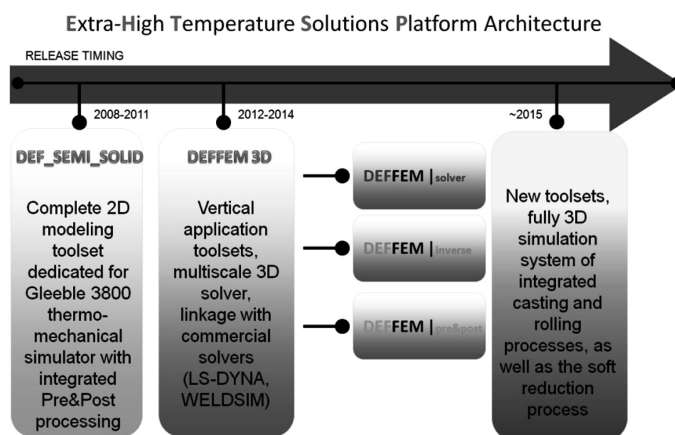 Extra-High Temperature Solutions Platform Architecture
RELEASE TIMING
2008-2011
2012-2014
~2015
DEF_SEMI_SOLID
Complete 2D
modeling
toolset
dedicated for
Gleeble 3800
thermo-
mechanical
simulator with
integrated
Pre&Post
processing
DEFFEM 3D
Vertical
application
toolsets,
multiscale 3D
solver,
linkage with
commercial
solvers
(LS-DYNA,
WELDSIM)
DEFFEM |solver
DEFFEM |inverse
DEFFEM |pre&post
New toolsets,
fully 3D
simulation
system of
integrated
casting and
rolling
processes, as
well as the soft
reduction
process